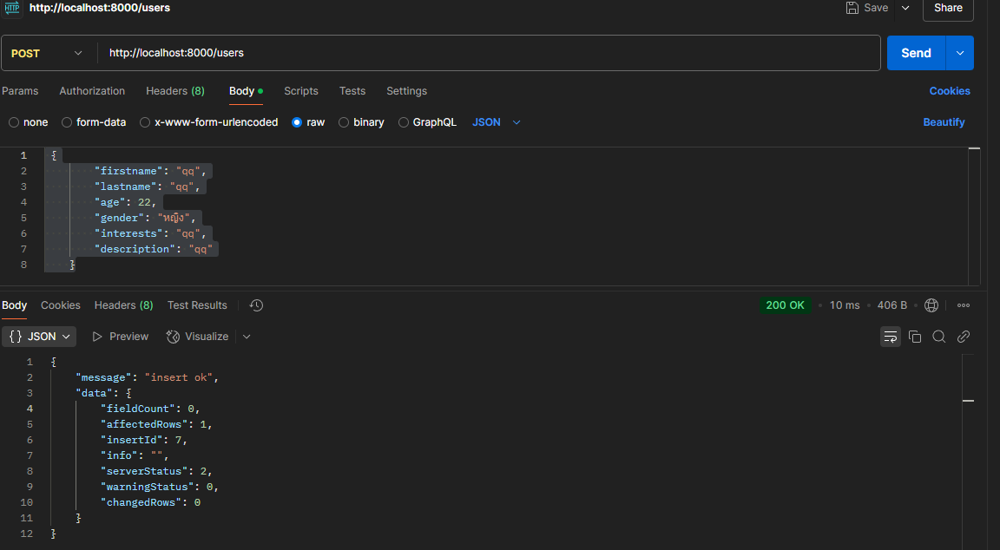 HTTP http://localhost:8000/users Save Share
POST http://localhost:8000/users Send
Params Authorization Headers (8) Body Scripts Tests Settings Cookies
none form-data x-www-form-urlencoded raw binary GraphQL JSON Beautify
1 {
2 "firstname": "qq",
3 "lastname": "qq",
4 "age": 22,
5 "gender": "หญิง",
6 "interests": "qq",
7 "description": "qq"
8 }
Body Cookies Headers (8) Test Results 200 OK • 10 ms • 406 B •
{} JSON Preview Visualize
1 {
2 "message": "insert ok",
3 "data": {
4 "fieldCount": 0,
5 "affectedRows": 1,
6 "insertId": 7,
7 "info": "",
8 "serverStatus": 2,
9 "warningStatus": 0,
10 "changedRows": 0
11 }
12 }